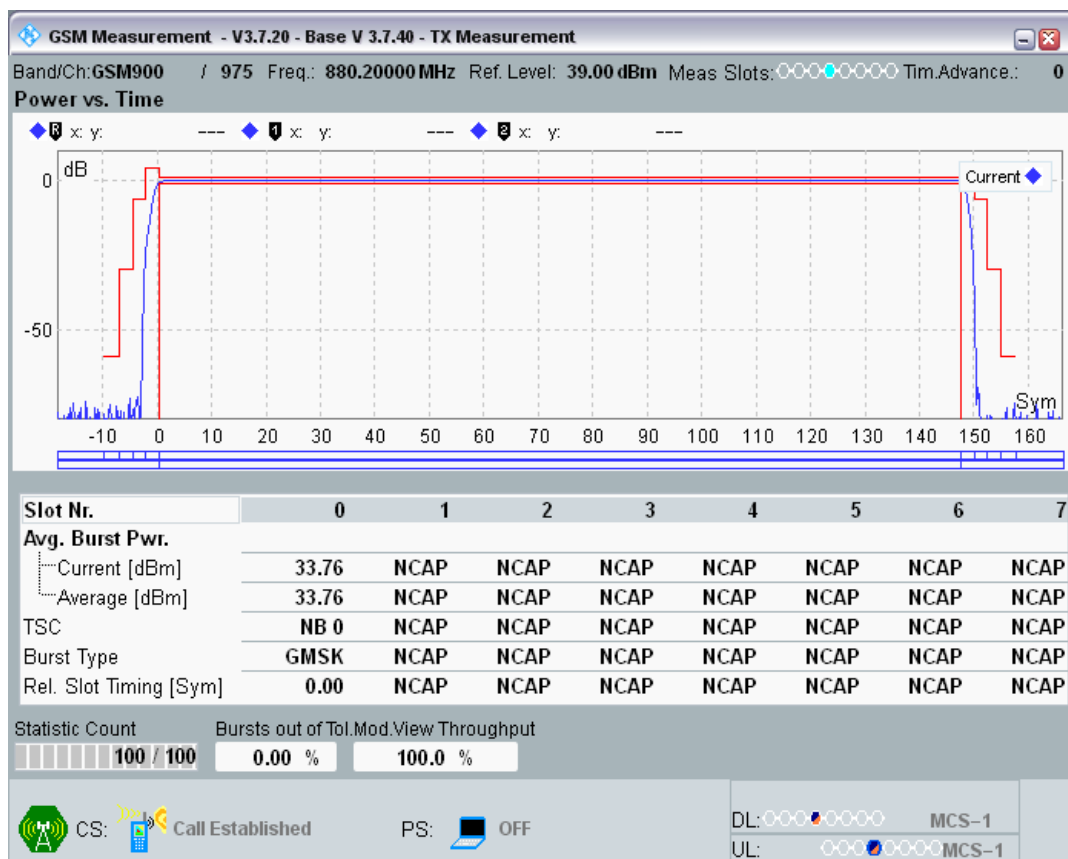 GSM Measurement - V3.7.20 - Base V 3.7.40 - TX Measurement
Band/Ch:GSM900 / 975 Freq.: 880.20000 MHz Ref. Level: 39.00 dBm Meas Slots: Tim.Advance.: 0
Power vs. Time
R x: y: --- 1 x: y: --- 2 x: y: ---
dB
Current
0
-50
Sym
-10 0 10 20 30 40 50 60 70 80 90 100 110 120 130 140 150 160
Slot Nr. 0 1 2 3 4 5 6 7
Avg. Burst Pwr.
Current [dBm] 33.76 NCAP NCAP NCAP NCAP NCAP NCAP NCAP
Average [dBm] 33.76 NCAP NCAP NCAP NCAP NCAP NCAP NCAP
TSC NB 0 NCAP NCAP NCAP NCAP NCAP NCAP NCAP
Burst Type GMSK NCAP NCAP NCAP NCAP NCAP NCAP NCAP
Rel. Slot Timing [Sym] 0.00 NCAP NCAP NCAP NCAP NCAP NCAP NCAP
Statistic Count Bursts out of Tol. Mod.View Throughput
100 / 100 0.00 % 100.0 %
CS: Call Established PS: OFF
DL: MCS-1
UL: MCS-1